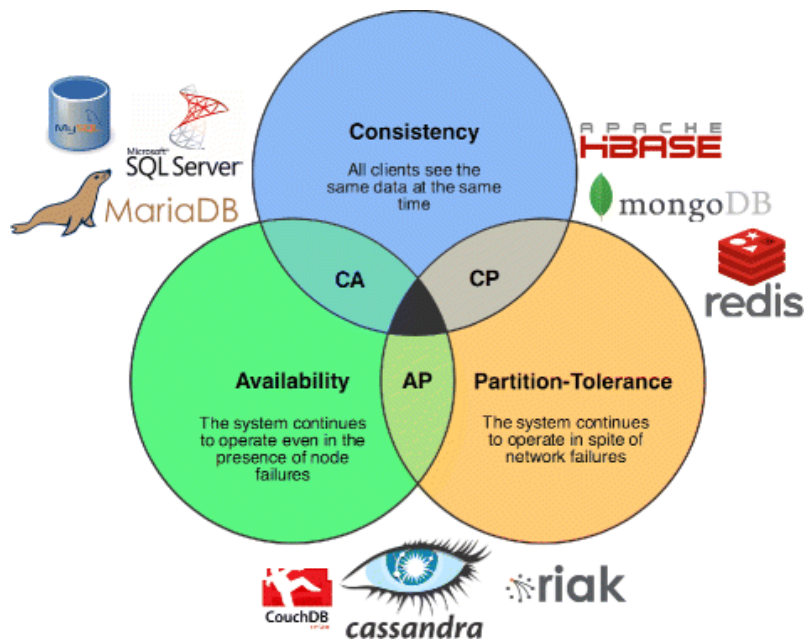 MySQL
Microsoft®
SQL Server
MariaDB
Consistency
All clients see the
same data at the same
time
APACHE
HBASE
mongoDB
redis
CA
CP
Availability
The system continues
to operate even in the
presence of node
failures
AP
Partition-Tolerance
The system continues
to operate in spite of
network failures
CouchDB
cassandra
riak